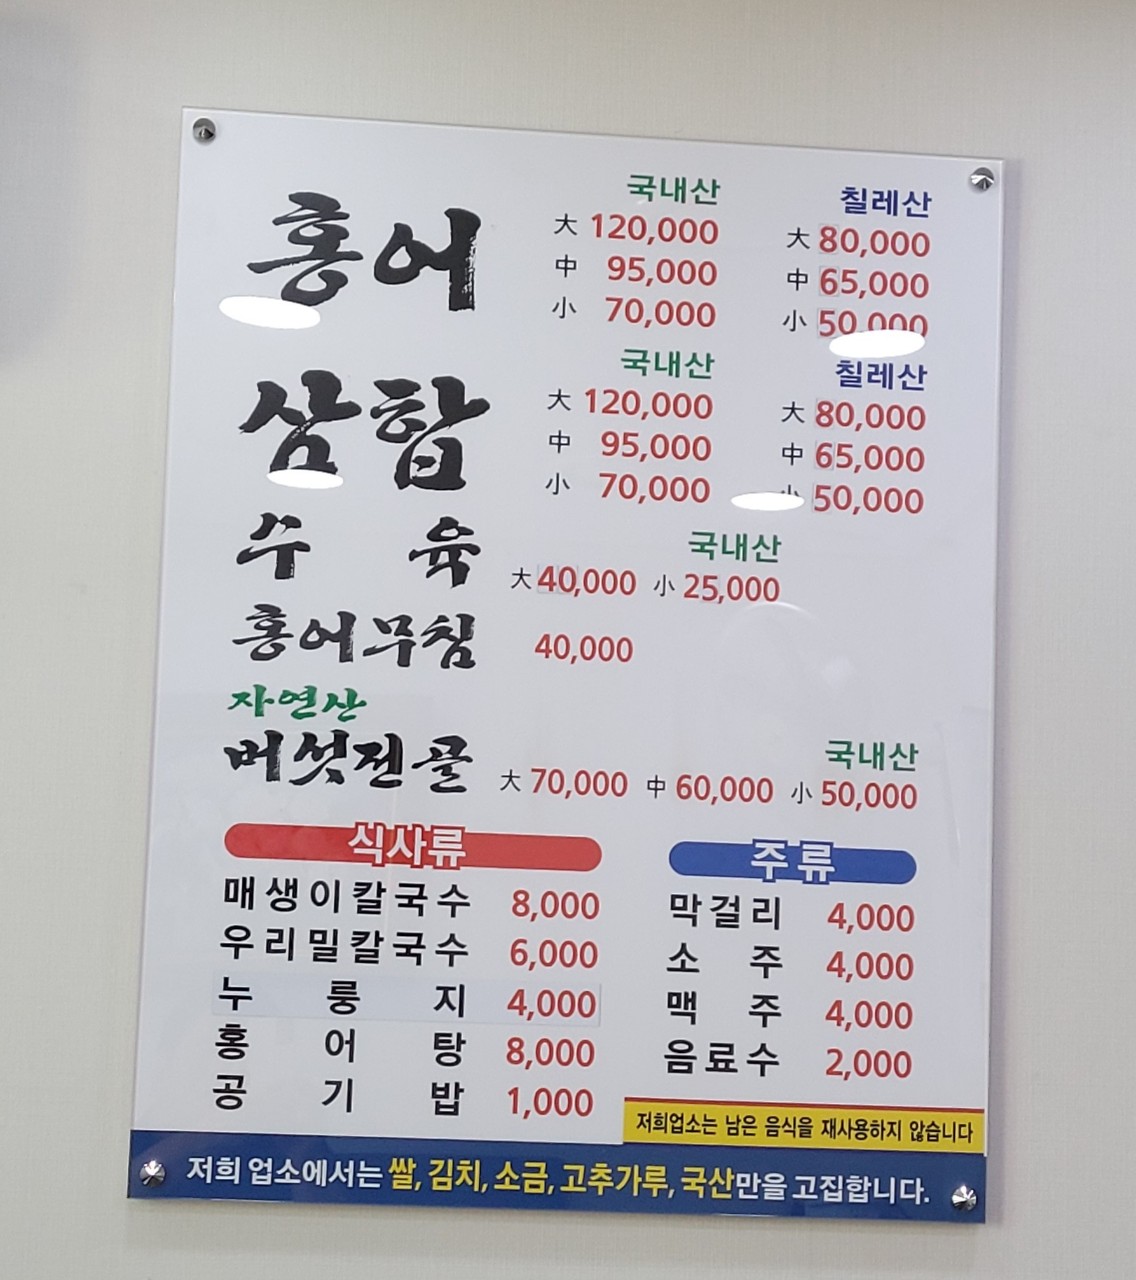 홍어
국내산 칠레산
大 120,000 大 80,000
中 95,000 中 65,000
小 70,000 小 50,000
삼합
국내산 칠레산
大 120,000 大 80,000
中 95,000 中 65,000
小 70,000 小 50,000
국내산
수육 大 40,000 小 25,000
홍어무침 40,000
자연산
국내산
버섯전골 大 70,000 中 60,000 小 50,000
식사류
매생이칼국수 8,000
우리밀칼국수 6,000
누룽지 4,000
홍어탕 8,000
공기밥 1,000
주류
막걸리 4,000
소주 4,000
맥주 4,000
음료수 2,000
저희업소는 남은 음식을 재사용하지 않습니다
저희 업소에서는 쌀, 김치, 소금, 고추가루, 국산만을 고집합니다.